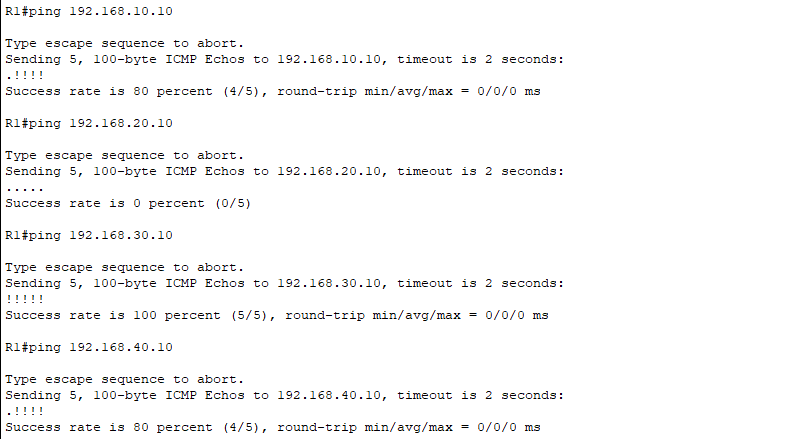 R1#ping 192.168.10.10
Type escape sequence to abort.
Sending 5, 100-byte ICMP Echos to 192.168.10.10, timeout is 2 seconds:
.!!!!
Success rate is 80 percent (4/5), round-trip min/avg/max = 0/0/0 ms
R1#ping 192.168.20.10
Type escape sequence to abort.
Sending 5, 100-byte ICMP Echos to 192.168.20.10, timeout is 2 seconds:
.....
Success rate is 0 percent (0/5)
R1#ping 192.168.30.10
Type escape sequence to abort.
Sending 5, 100-byte ICMP Echos to 192.168.30.10, timeout is 2 seconds:
!!!!!
Success rate is 100 percent (5/5), round-trip min/avg/max = 0/0/0 ms
R1#ping 192.168.40.10
Type escape sequence to abort.
Sending 5, 100-byte ICMP Echos to 192.168.40.10, timeout is 2 seconds:
.!!!!
Success rate is 80 percent (4/5), round-trip min/avg/max = 0/0/0 ms